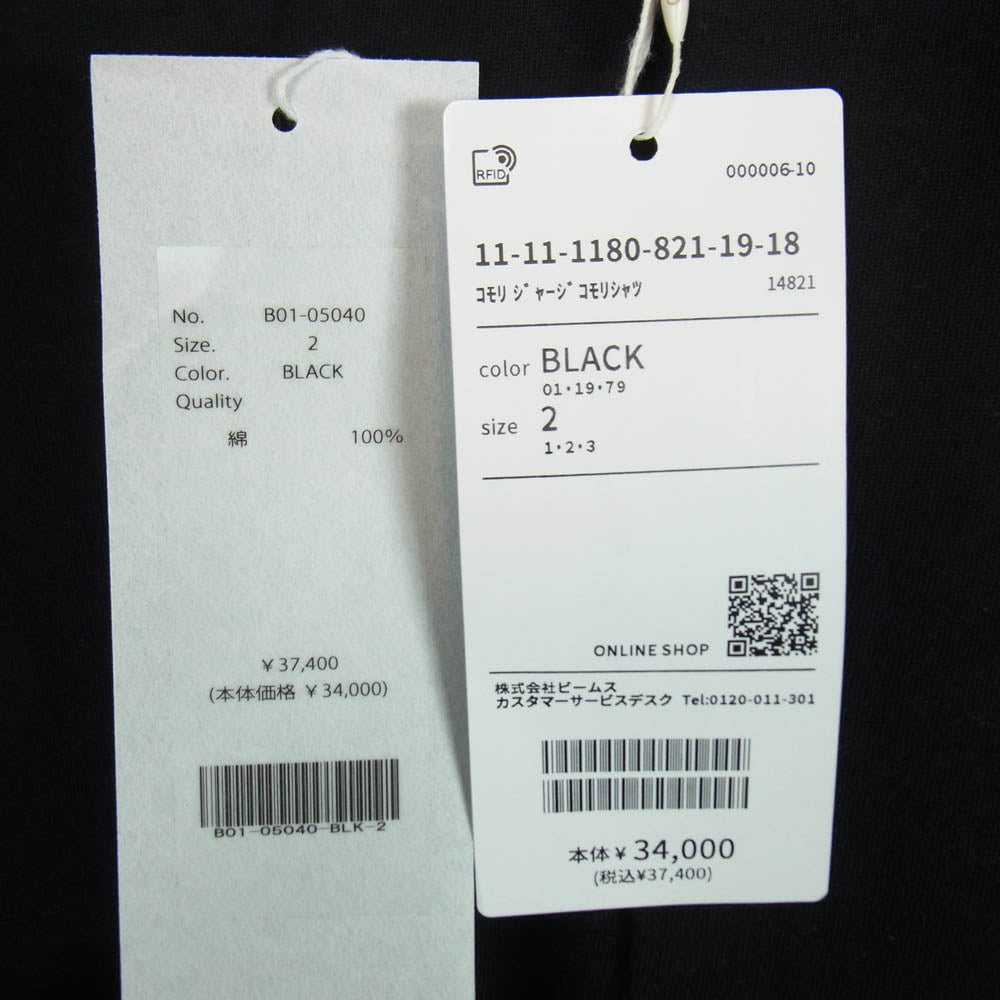 No. B01-05040
Size. 2
Color. BLACK
Quality
綿 100%
￥37,400
(本体価格 ￥34,000)
B01-05040-BLK-2
RFID
000006-10
11-11-1180-821-19-18
ｺﾓﾘ ｼﾞｬｰｼﾞ ｺﾓﾘｼｬﾂ 14821
color BLACK
01・19・79
size 2
1・2・3
ONLINE SHOP
株式会社ビームス
カスタマーサービスデスク Tel:0120-011-301
本体￥34,000
(税込¥37,400)